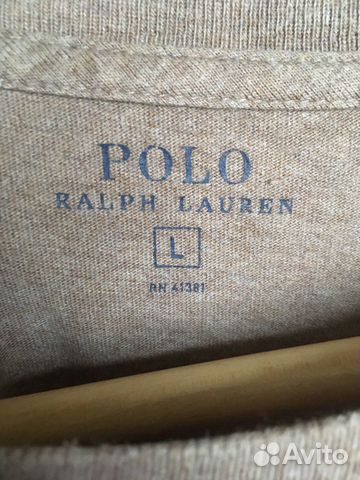 POLO
RALPH LAUREN
L
RN 41381
Avito